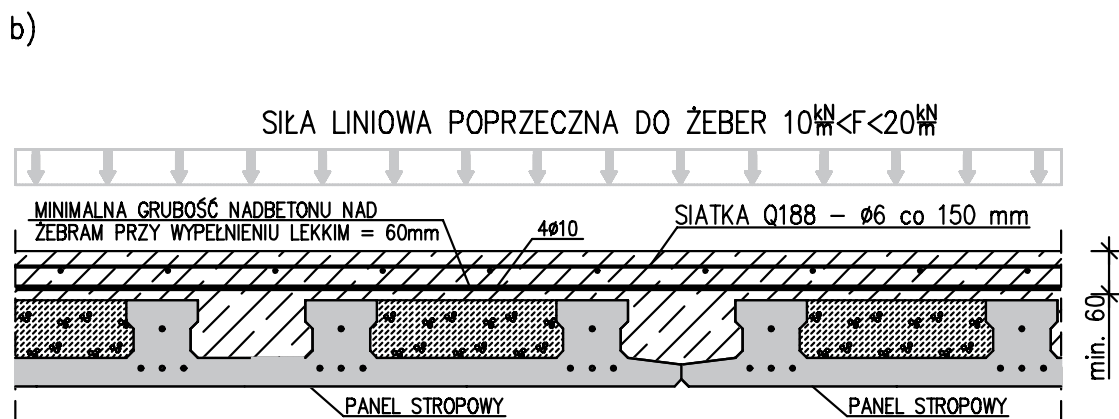 b)
SIŁA LINIOWA POPRZECZNA DO ŻEBER 10kN/m<F<20kN/m
MINIMALNA GRUBOŚĆ NADBETONU NAD
ŻEBRAM PRZY WYPEŁNIENIU LEKKIM = 60mm
4ø10
SIATKA Q188 – ø6 co 150 mm
min. 60
PANEL STROPOWY
PANEL STROPOWY